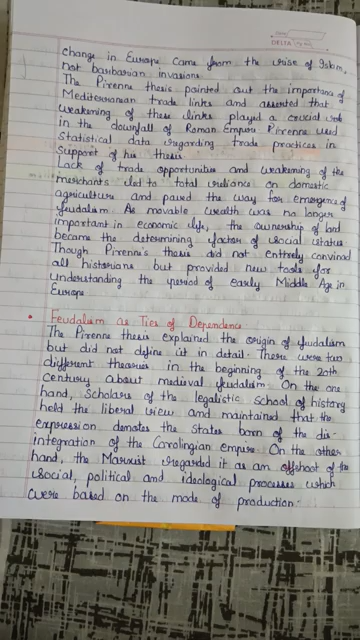 DELTA
change in Europe came from the rise of Islam,
not barbarian invasions
The Pirenne thesis pointed out the importance of
Mediterranean trade links and asserted that
weakening of these links played a crucial role
in the downfall of Roman Empire. Pirenne used
statistical data regarding trade practices in
support of his thesis.
Lack of trade opportunities and weakening of the
merchants led to total reliance on domestic
agriculture and paved the way for emergence of
feudalism. As movable wealth was no longer
important in economic life, the ownership of land
became the determining factor of social status
Though Pirenne's thesis did not entirely convinced
all historians but provided new tools for
understanding the period of early Middle Age in
Europe
• Feudalism as Ties of Dependence
The Pirenne thesis explained the origin of feudalism
but did not define it in detail. There were two
different theories in the beginning of the 20th
Century about medieval feudalism. On the one
hand, Scholars of the legalistic school of history
held the liberal view and maintained that the
expression denotes the States born of the dis-
integration of the Carolingian empire. On the other
hand, the Marxist regarded it as an offshoot of the
social, political and ideological processes which
were based on the mode of production.